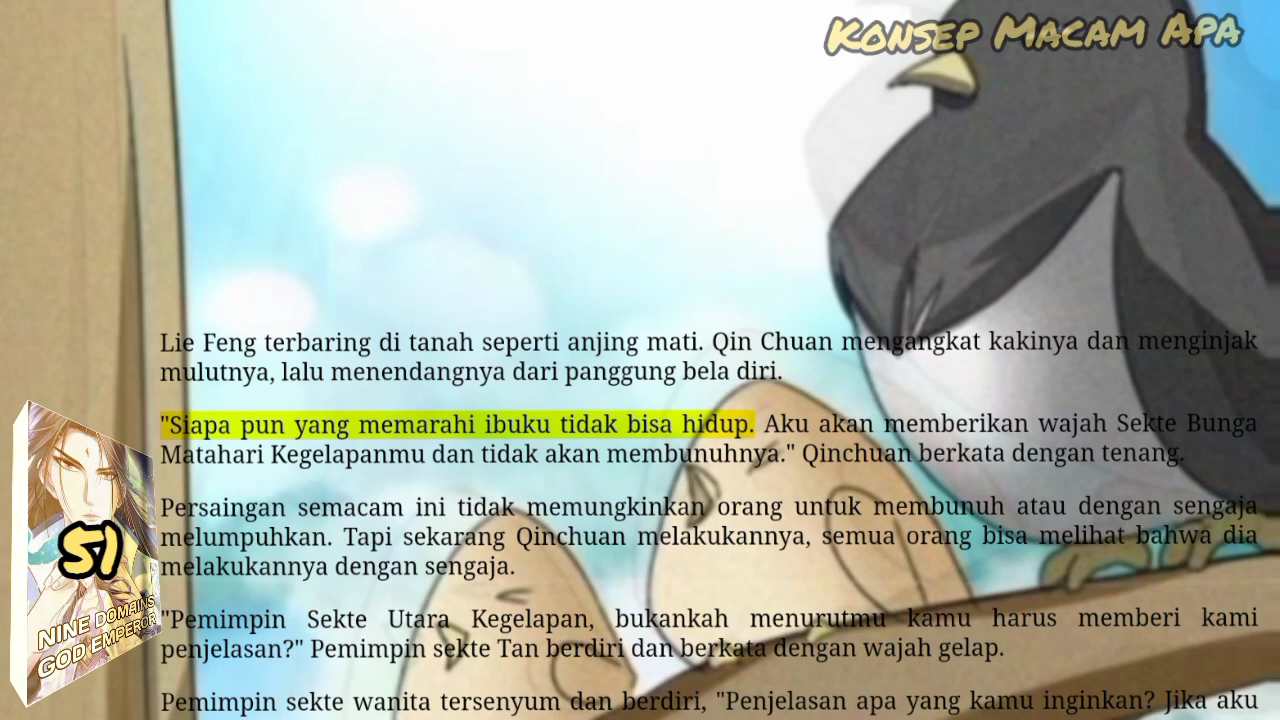 Konsep Macam Apa
Lie Feng terbaring di tanah seperti anjing mati. Qin Chuan mengangkat kakinya dan menginjak
mulutnya, lalu menendangnya dari panggung bela diri.
"Siapa pun yang memarahi ibuku tidak bisa hidup. Aku akan memberikan wajah Sekte Bunga
Matahari Kegelapanmu dan tidak akan membunuhnya." Qinchuan berkata dengan tenang.
Persaingan semacam ini tidak memungkinkan orang untuk membunuh atau dengan sengaja
melumpuhkan. Tapi sekarang Qinchuan melakukannya, semua orang bisa melihat bahwa dia
melakukannya dengan sengaja.
"Pemimpin Sekte Utara Kegelapan, bukankah menurutmu kamu harus memberi kami
penjelasan?" Pemimpin sekte Tan berdiri dan berkata dengan wajah gelap.
Pemimpin sekte wanita tersenyum dan berdiri, "Penjelasan apa yang kamu inginkan? Jika aku
51
NINE DOMAINS
GOD EMPEROR